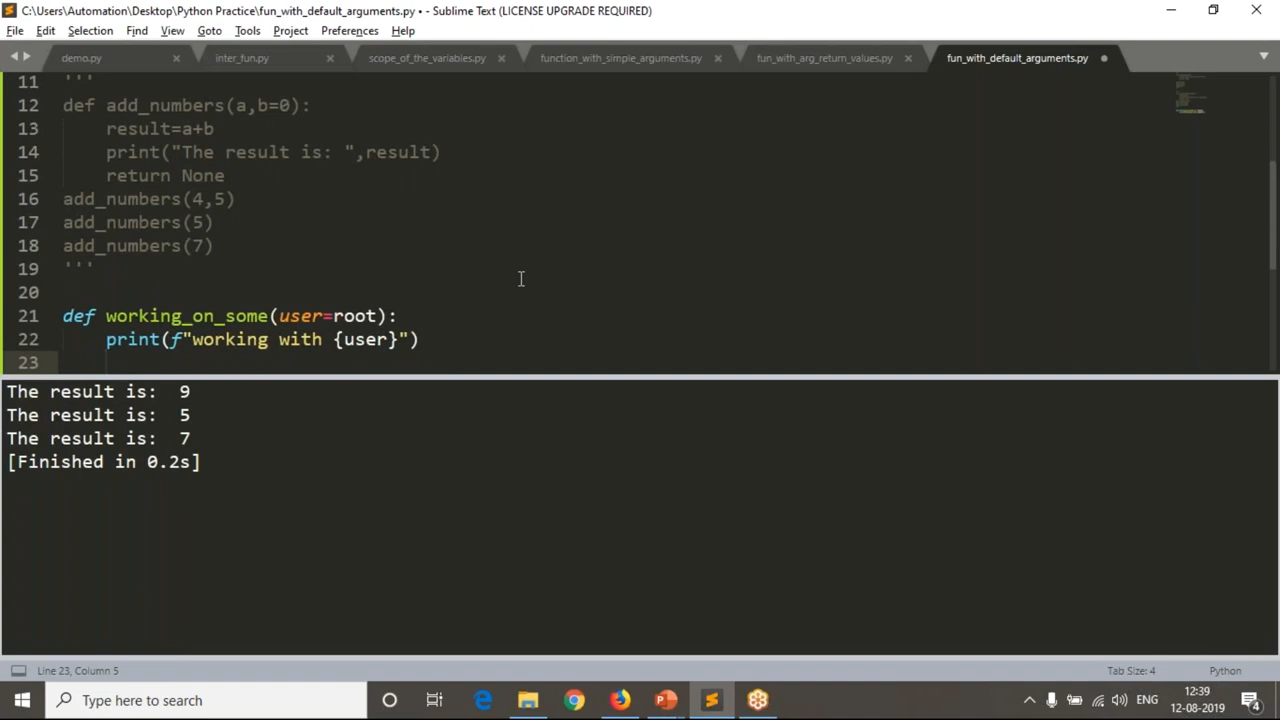 C:\Users\Automation\Desktop\Python Practice\fun_with_default_arguments.py • - Sublime Text (LICENSE UPGRADE REQUIRED)
File Edit Selection Find View Goto Tools Project Preferences Help
demo.py inter_fun.py scope_of_the_variables.py function_with_simple_arguments.py fun_with_arg_return_values.py fun_with_default_arguments.py
11 '''
12 def add_numbers(a,b=0):
13     result=a+b
14     print("The result is: ",result)
15     return None
16 add_numbers(4,5)
17 add_numbers(5)
18 add_numbers(7)
19 '''
20
21 def working_on_some(user=root):
22     print(f"working with {user}")
23
The result is:  9
The result is:  5
The result is:  7
[Finished in 0.2s]
Line 23, Column 5 Tab Size: 4 Python
Type here to search ENG 12:39
12-08-2019 4